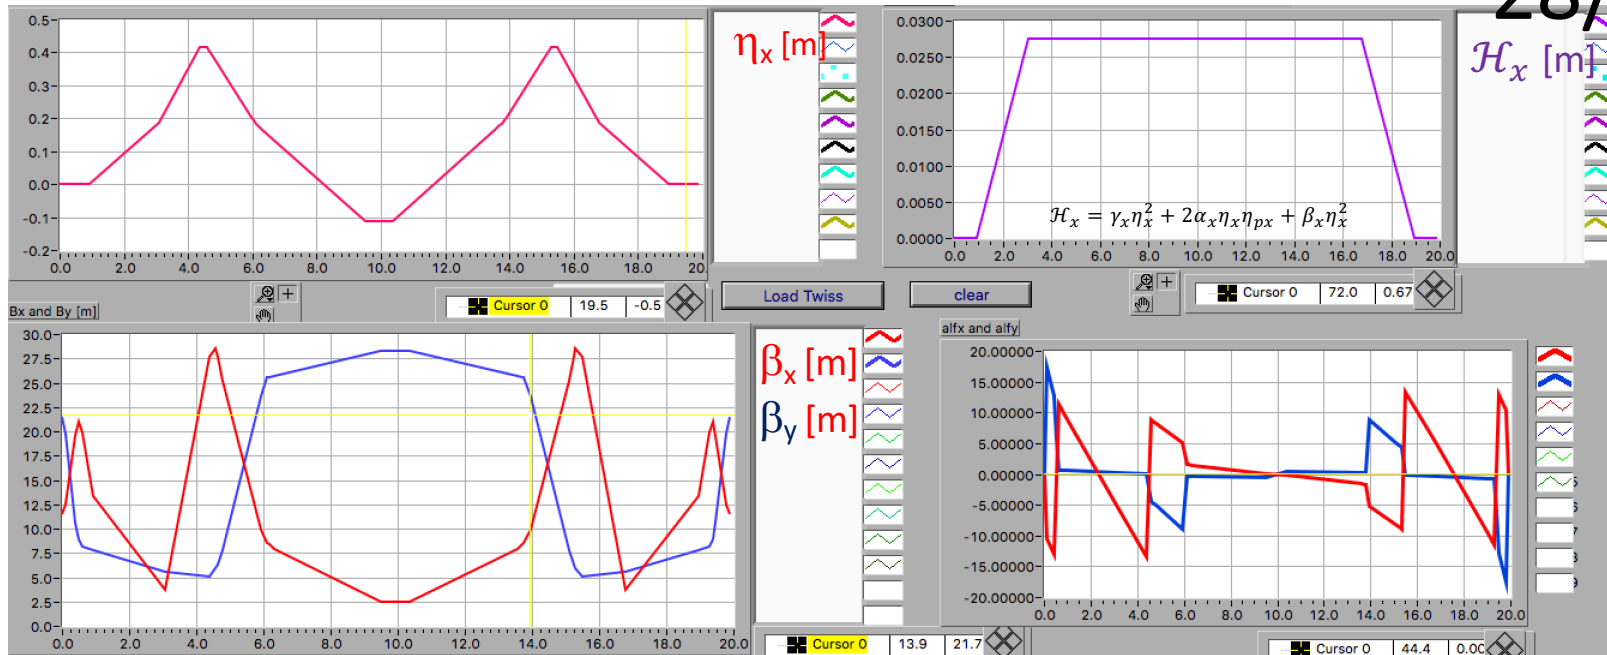 28/
0.5
0.4
0.3
0.2
0.1
0.0
-0.1
-0.2
0.0 2.0 4.0 6.0 8.0 10.0 12.0 14.0 16.0 18.0 20.
ηx [m]
0.0300
0.0250
0.0200
0.0150
0.0100
0.0050
0.0000
0.0 2.0 4.0 6.0 8.0 10.0 12.0 14.0 16.0 18.0 20.0
ℋx = γxηx² + 2αxηxηpx + βxηx²
ℋx [m]
Cursor 0 19.5 -0.5
Load Twiss
clear
Cursor 0 72.0 0.67
Bx and By [m]
30.0
27.5
25.0
22.5
20.0
17.5
15.0
12.5
10.0
7.5
5.0
2.5
0.0
0.0 2.0 4.0 6.0 8.0 10.0 12.0 14.0 16.0 18.0 20.0
βx [m]
βy [m]
Cursor 0 13.9 21.7
alfx and alfy
20.00000
15.00000
10.00000
5.00000
0.00000
-5.00000
-10.00000
-15.00000
-20.00000
0.0 2.0 4.0 6.0 8.0 10.0 12.0 14.0 16.0 18.0 20.0
Cursor 0 44.4 0.00